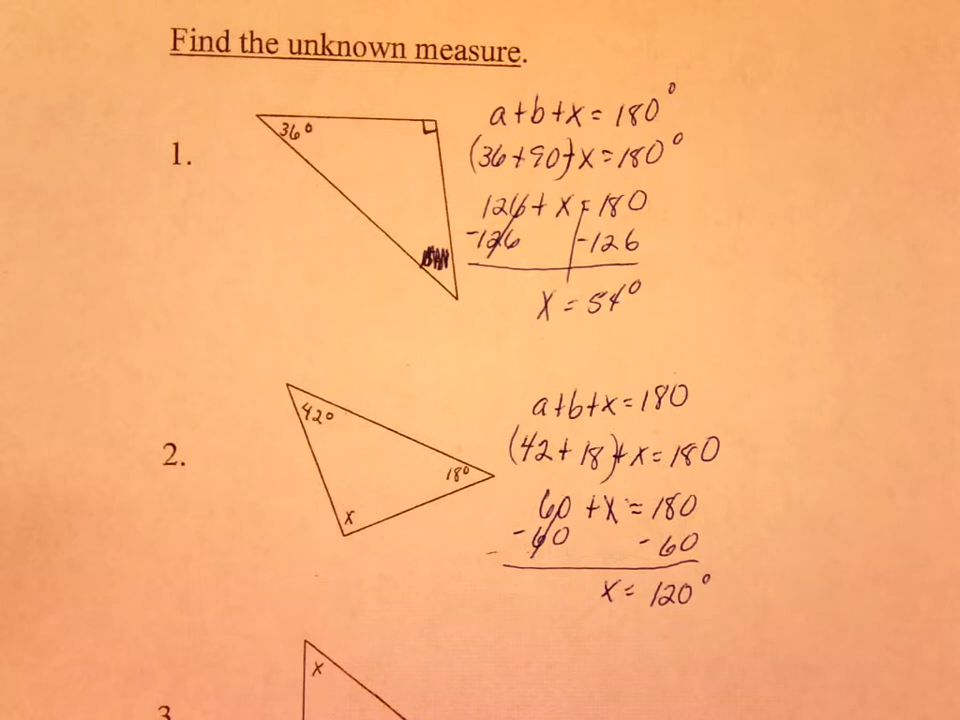 Find the unknown measure.
1.
36°
a+b+x = 180°
(36+90)+x = 180°
126+ x = 180
-126 -126
x = 54°
2.
42°
18°
x
a+b+x = 180
(42+18)+x = 180
60 +x = 180
-60 -60
x = 120°
3.
x